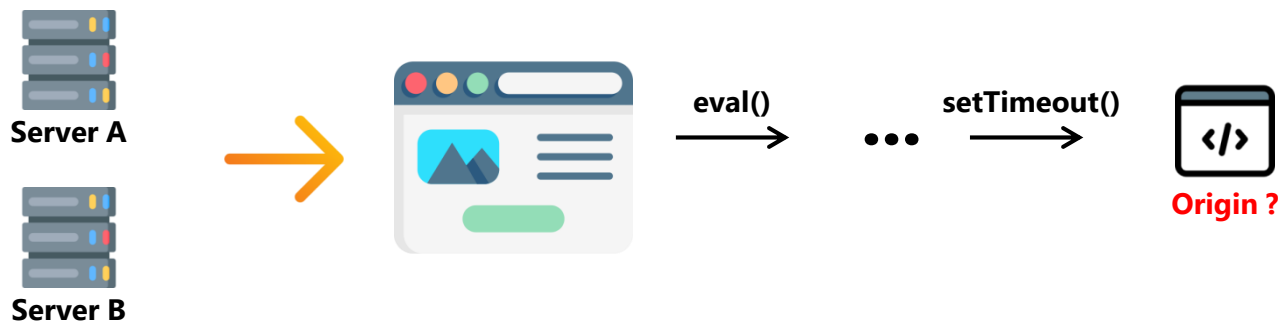 Server A
Server B
eval()
•••
setTimeout()
</>
Origin ?